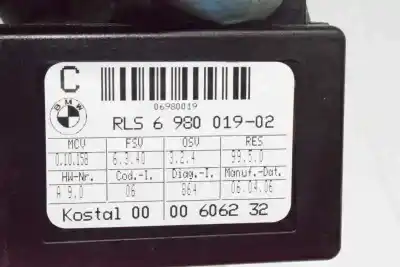 C
06980019
BMW
RLS 6 980 019-02
MCV FSV OSV RES
0.10.158 6.3.40 3.2.4 99.5.0
HW-Nr. Cod.-I. Diag.-I. Manuf.-Dat.
A 9.0 06 864 06.04.06
Kostal 00 00 6062 32